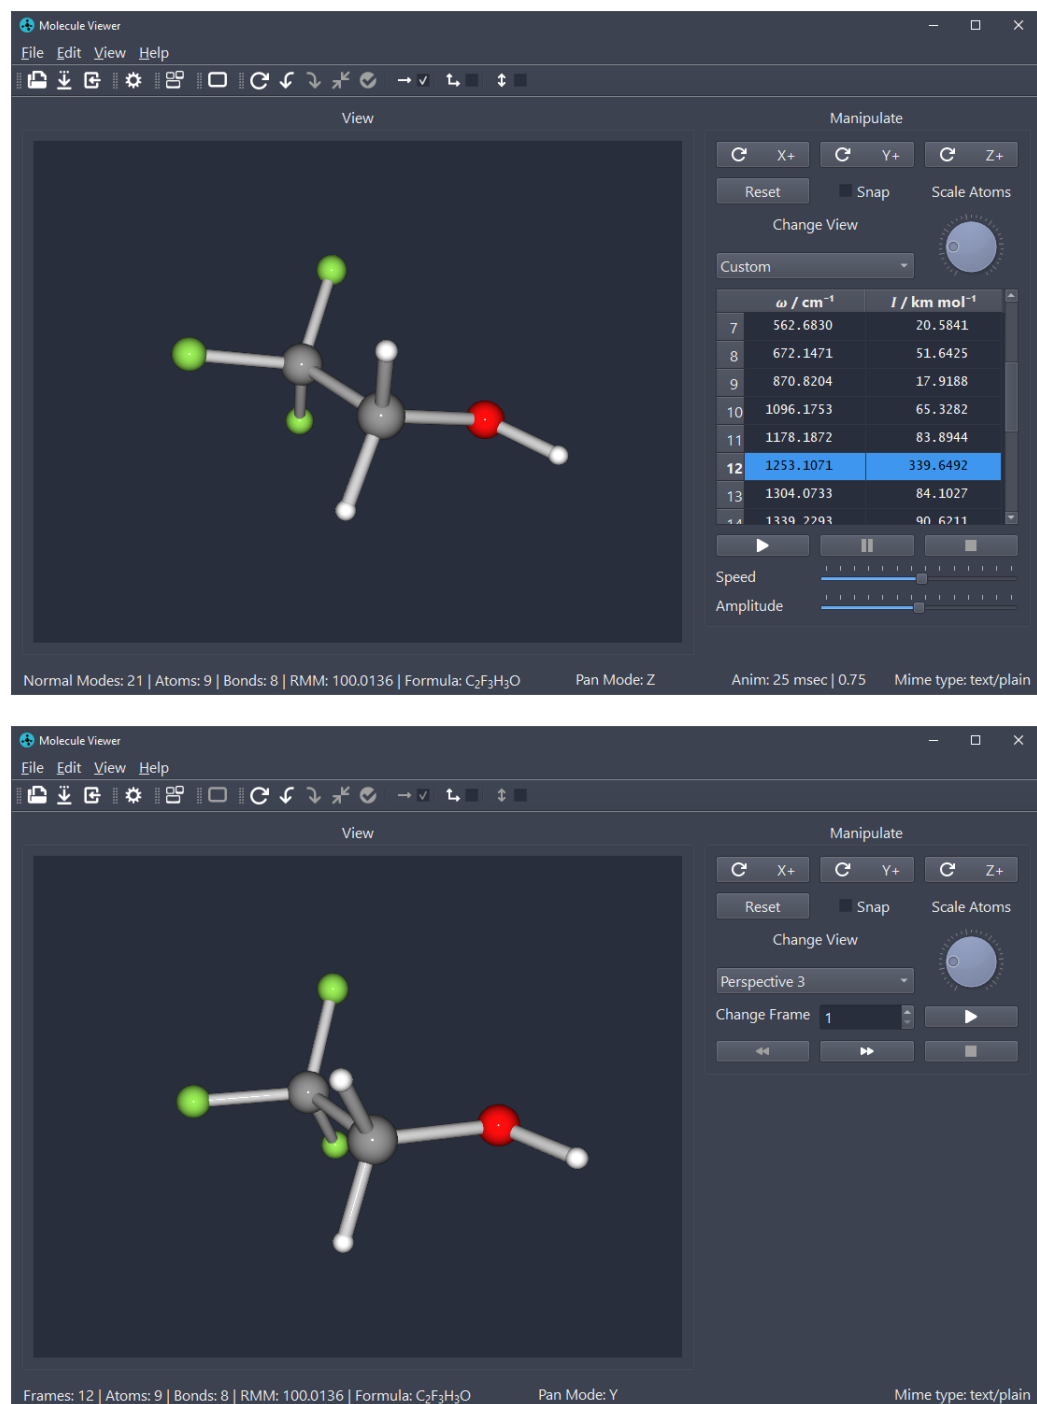 Molecule Viewer
File Edit View Help
View
Manipulate
X+ Y+ Z+
Reset Snap Scale Atoms
Change View
Custom
ω / cm⁻¹ I / km mol⁻¹
7 562.6830 20.5841
8 672.1471 51.6425
9 870.8204 17.9188
10 1096.1753 65.3282
11 1178.1872 83.8944
12 1253.1071 339.6492
13 1304.0733 84.1027
14 1339.2293 90.6211
Speed
Amplitude
Normal Modes: 21 | Atoms: 9 | Bonds: 8 | RMM: 100.0136 | Formula: C₂F₃H₃O Pan Mode: Z Anim: 25 msec | 0.75 Mime type: text/plain
Molecule Viewer
File Edit View Help
View
Manipulate
X+ Y+ Z+
Reset Snap Scale Atoms
Change View
Perspective 3
Change Frame 1
Frames: 12 | Atoms: 9 | Bonds: 8 | RMM: 100.0136 | Formula: C₂F₃H₃O Pan Mode: Y Mime type: text/plain